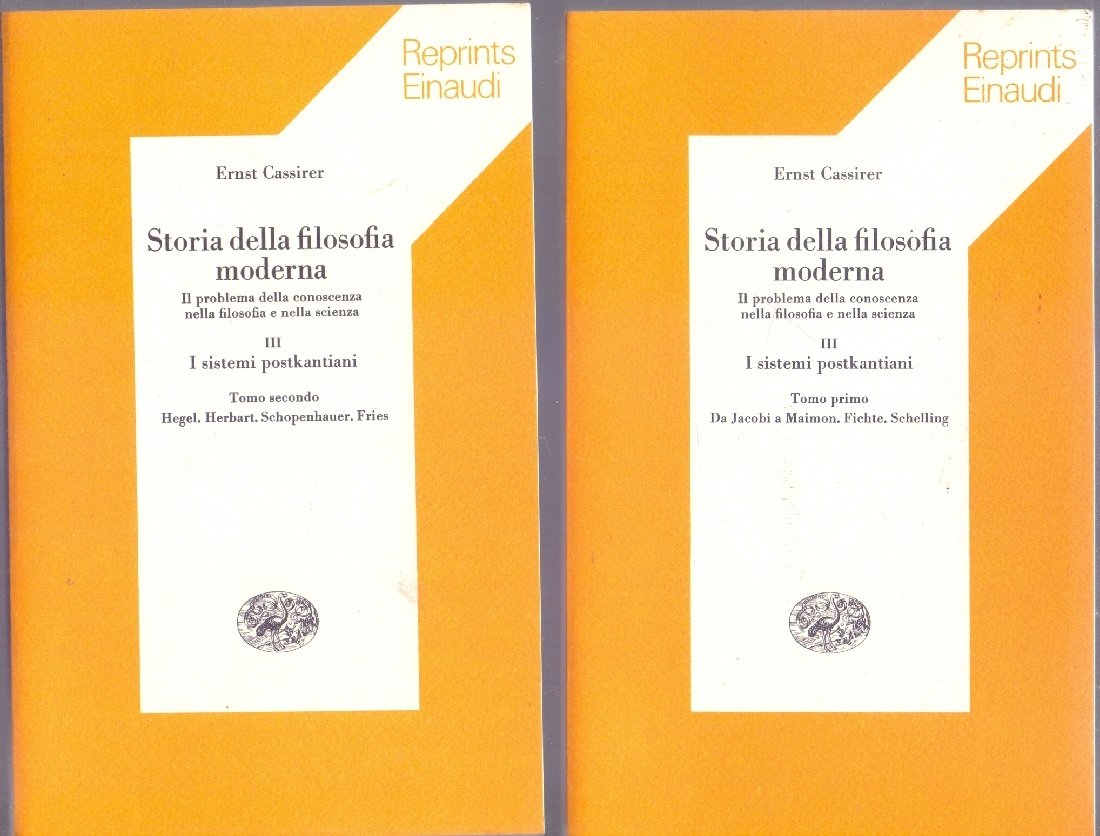 Reprints
Einaudi
Ernst Cassirer
Storia della filosofia
moderna
Il problema della conoscenza
nella filosofia e nella scienza
III
I sistemi postkantiani
Tomo secondo
Hegel. Herbart. Schopenhauer. Fries
Reprints
Einaudi
Ernst Cassirer
Storia della filosofia
moderna
Il problema della conoscenza
nella filosofia e nella scienza
III
I sistemi postkantiani
Tomo primo
Da Jacobi a Maimon. Fichte. Schelling